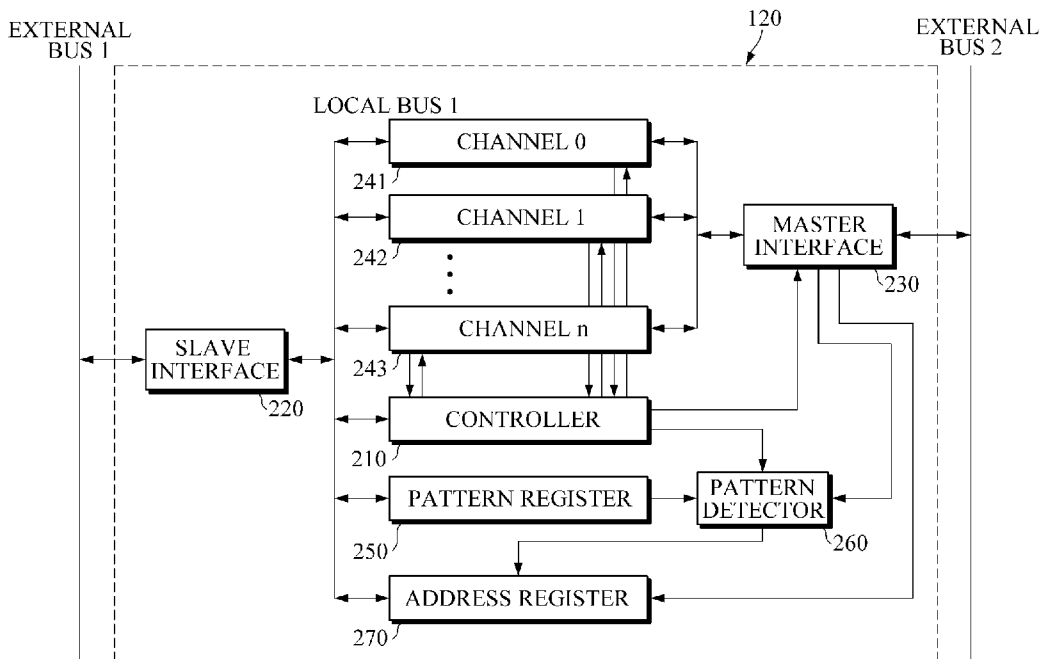 EXTERNAL
BUS 1
120
EXTERNAL
BUS 2
LOCAL BUS 1
CHANNEL 0
241
CHANNEL 1
242
MASTER
INTERFACE
230
CHANNEL n
243
SLAVE
INTERFACE
220
CONTROLLER
210
PATTERN REGISTER
250
PATTERN
DETECTOR
260
ADDRESS REGISTER
270